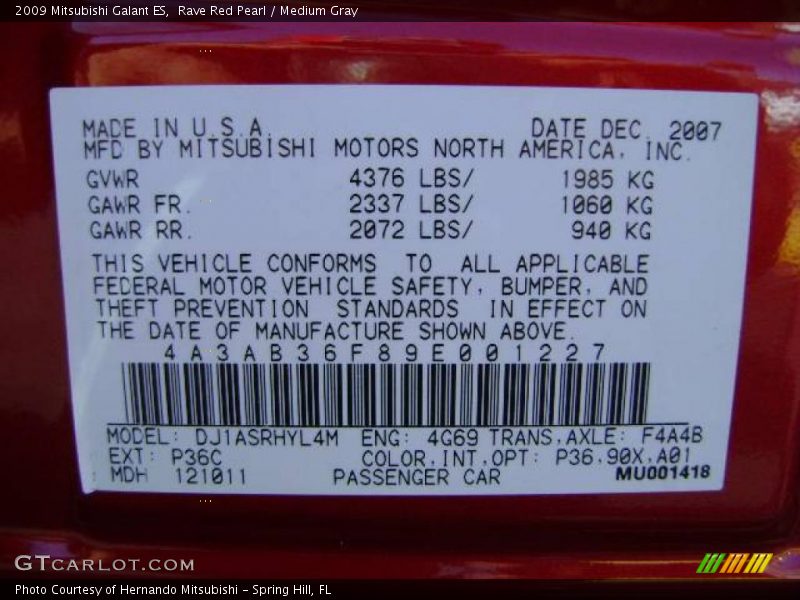 2009 Mitsubishi Galant ES, Rave Red Pearl / Medium Gray
MADE IN U.S.A. DATE DEC. 2007
MFD BY MITSUBISHI MOTORS NORTH AMERICA, INC.
GVWR 4376 LBS/ 1985 KG
GAWR FR. 2337 LBS/ 1060 KG
GAWR RR. 2072 LBS/ 940 KG
THIS VEHICLE CONFORMS TO ALL APPLICABLE
FEDERAL MOTOR VEHICLE SAFETY, BUMPER, AND
THEFT PREVENTION STANDARDS IN EFFECT ON
THE DATE OF MANUFACTURE SHOWN ABOVE.
4A3AB36F89E001227
MODEL: DJ1ASRHYL4M ENG: 4G69 TRANS,AXLE: F4A4B
EXT: P36C COLOR,INT,OPT: P36,90X,A01
MDH 121011 PASSENGER CAR MU001418
GTCARLOT.COM
Photo Courtesy of Hernando Mitsubishi - Spring Hill, FL